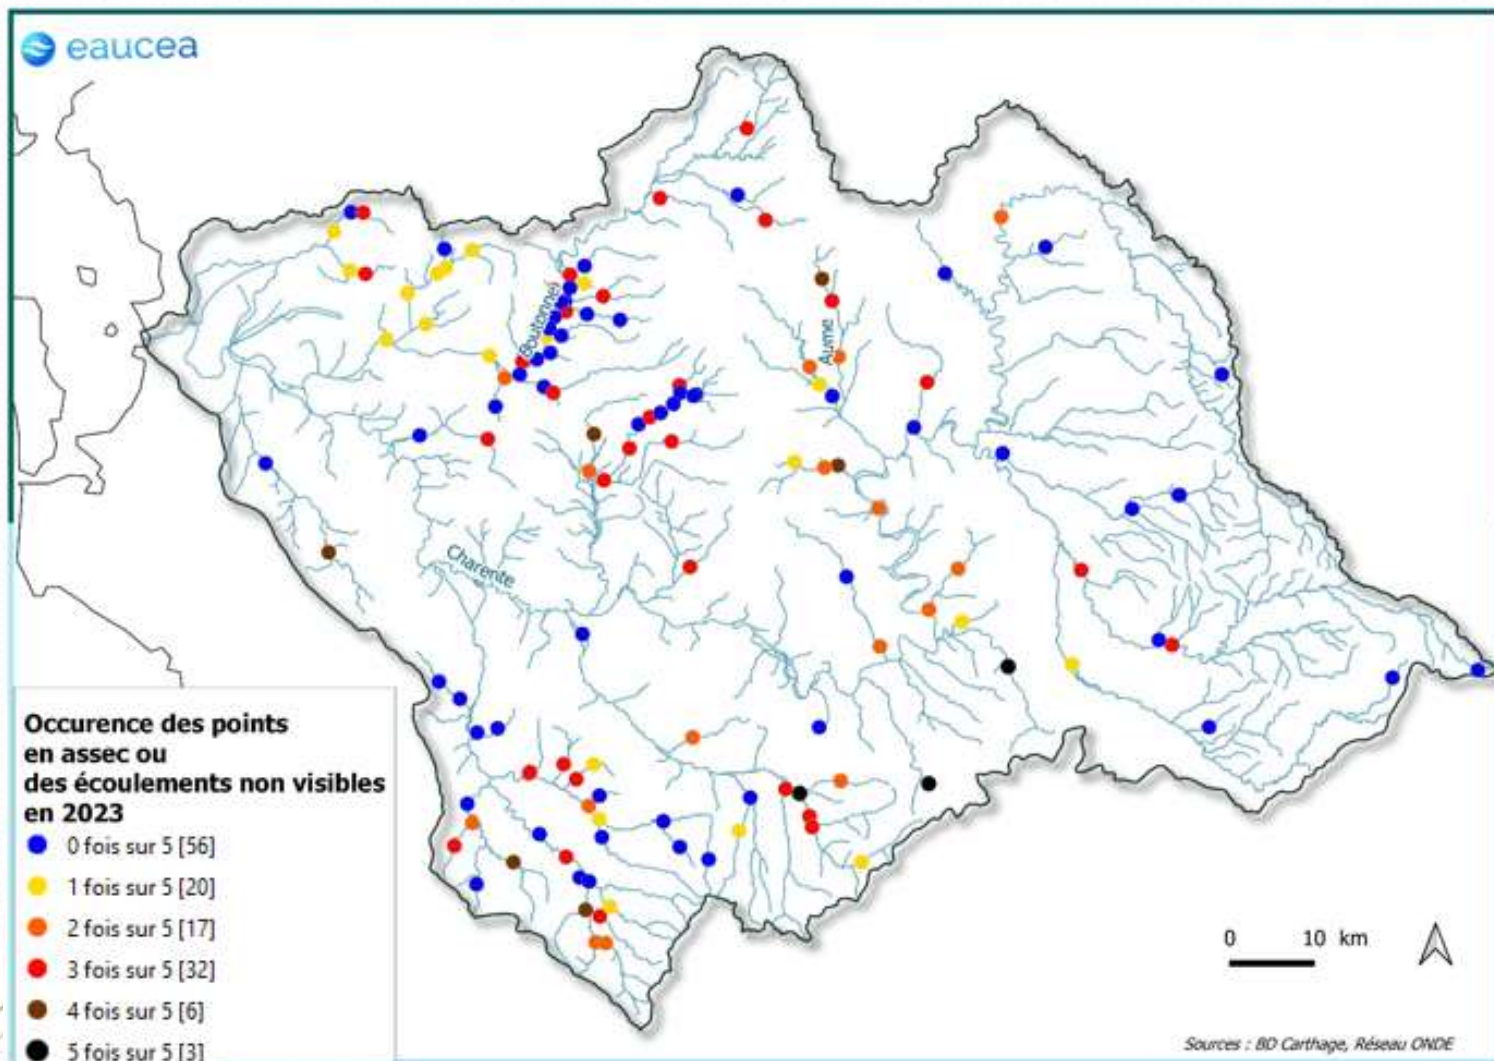 eaucea
Boutonne
Aume
Charente
Occurence des points
en assec ou
des écoulements non visibles
en 2023
0 fois sur 5 [56]
1 fois sur 5 [20]
2 fois sur 5 [17]
3 fois sur 5 [32]
4 fois sur 5 [6]
5 fois sur 5 [3]
0 10 km
Sources : BD Carthage, Réseau ONDE